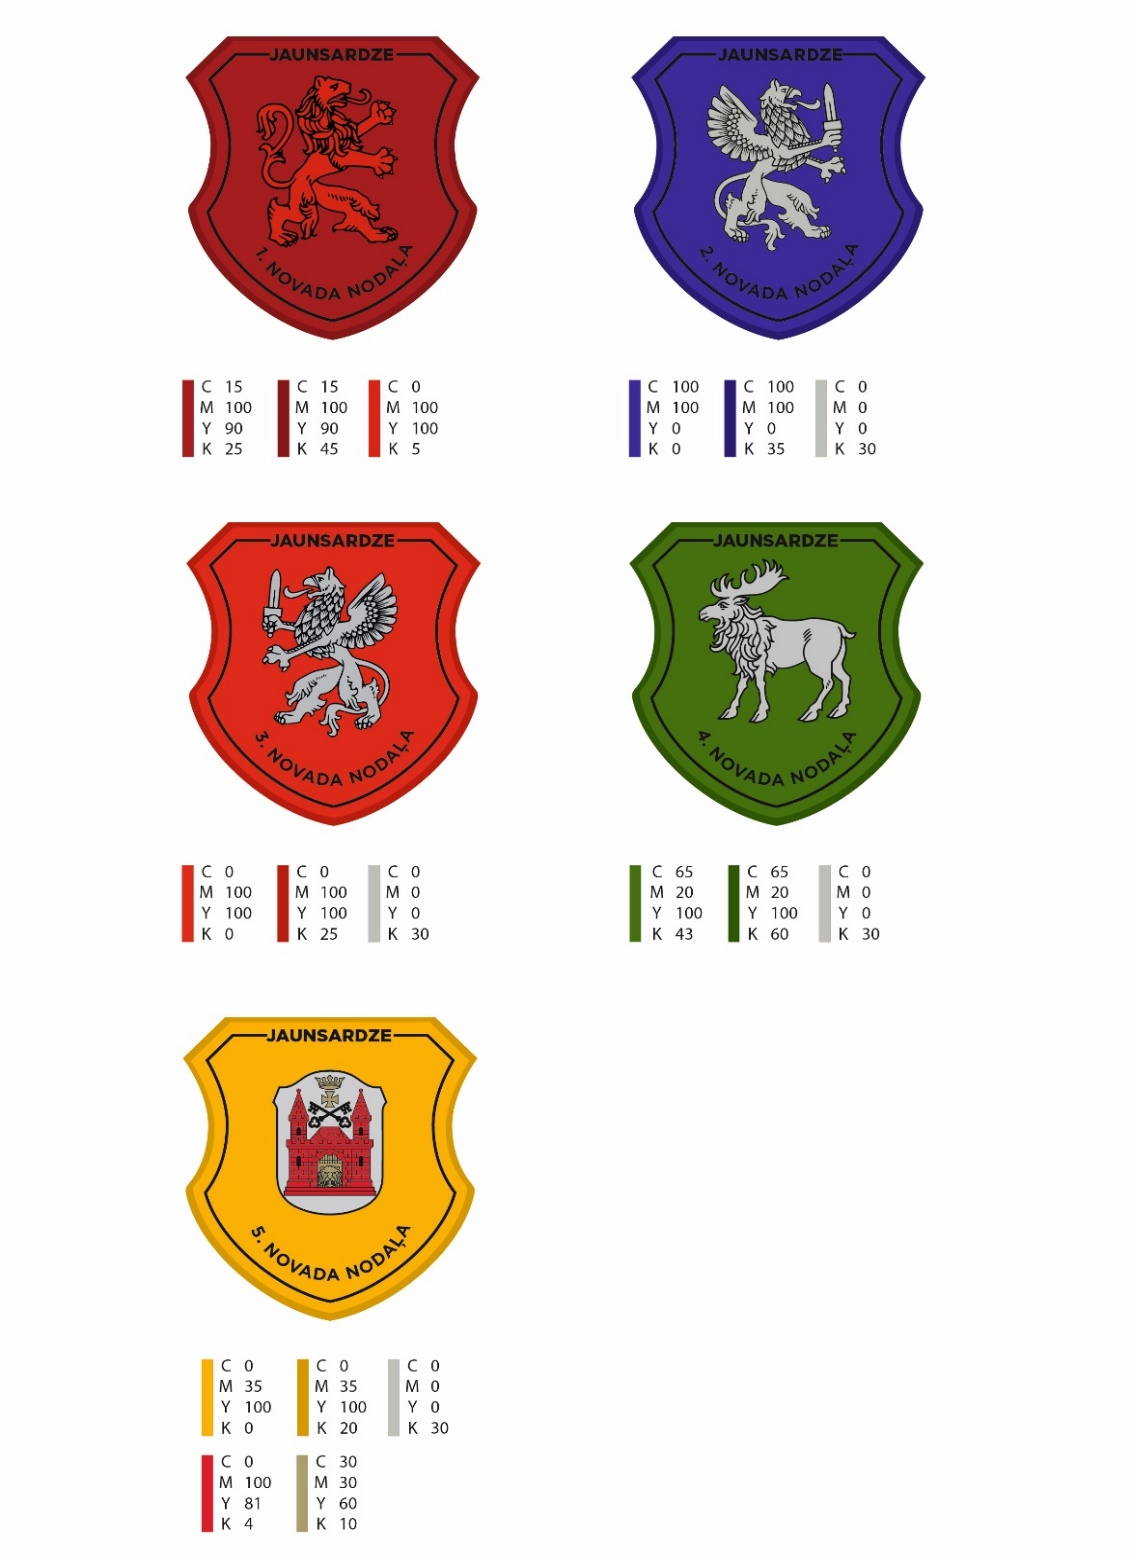 JAUNSARDZE
1. NOVADA NODAĻA
C 15
M 100
Y 90
K 25
C 15
M 100
Y 90
K 45
C 0
M 100
Y 100
K 5
JAUNSARDZE
2. NOVADA NODAĻA
C 100
M 100
Y 0
K 0
C 100
M 100
Y 0
K 35
C 0
M 0
Y 0
K 30
JAUNSARDZE
3. NOVADA NODAĻA
C 0
M 100
Y 100
K 0
C 0
M 100
Y 100
K 25
C 0
M 0
Y 0
K 30
JAUNSARDZE
4. NOVADA NODAĻA
C 65
M 20
Y 100
K 43
C 65
M 20
Y 100
K 60
C 0
M 0
Y 0
K 30
JAUNSARDZE
5. NOVADA NODAĻA
C 0
M 35
Y 100
K 0
C 0
M 35
Y 100
K 20
C 0
M 0
Y 0
K 30
C 0
M 100
Y 81
K 4
C 30
M 30
Y 60
K 10